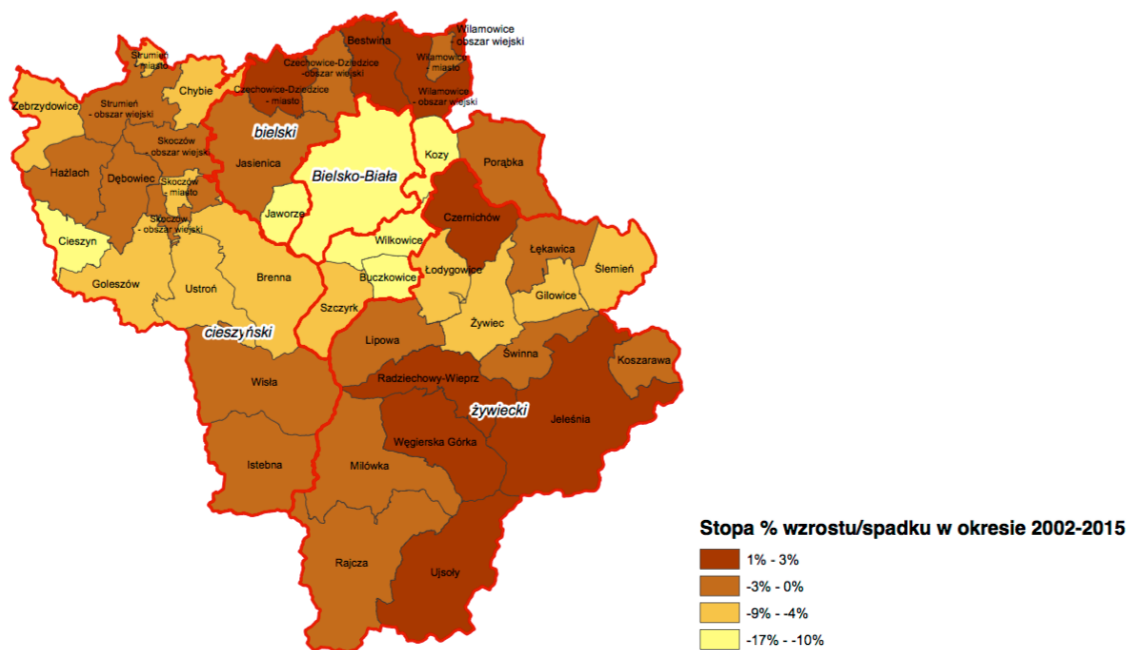 Wilamowice
- obszar wiejski
Bestwina
Strumień
- miasto
Czechowice-Dziedzice
- obszar wiejski
Wilamowice
- miasto
Chybie
Czechowice-Dziedzice
- miasto
Wilamowice
- obszar wiejski
Zebrzydowice
Strumień
- obszar wiejski
bielski
Skoczów
- obszar wiejski
Jasienica
Kozy
Porąbka
Hażlach
Dębowiec
Bielsko-Biała
Skoczów
- miasto
Jaworze
Czernichów
Skoczów
- obszar wiejski
Cieszyn
Wilkowice
Łękawica
Goleszów
Ustroń
Brenna
Buczkowice
Łodygowice
Ślemień
Gilowice
Szczyrk
Żywiec
cieszyński
Lipowa
Świnna
Koszarawa
Wisła
Radziechowy-Wieprz
żywiecki
Jeleśnia
Węgierska Górka
Istebna
Milówka
Rajcza
Ujsoły
Stopa % wzrostu/spadku w okresie 2002-2015
1% - 3%
-3% - 0%
-9% - -4%
-17% - -10%